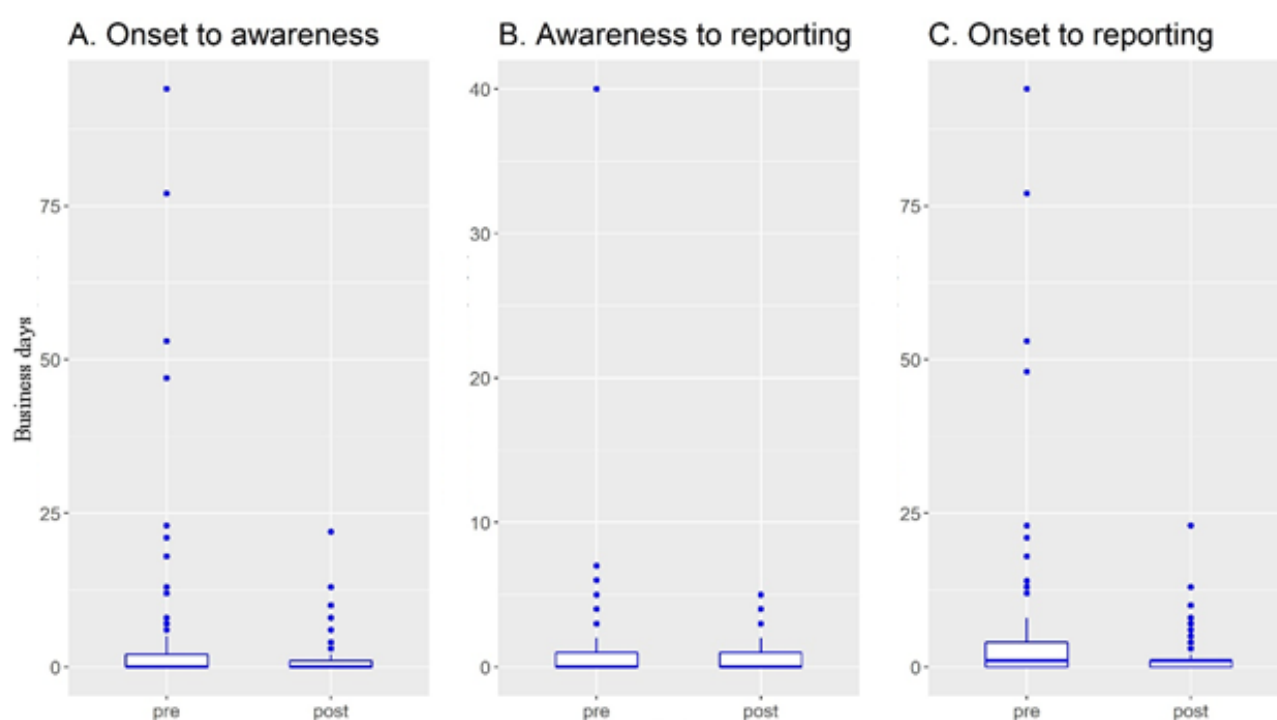 A. Onset to awareness
B. Awareness to reporting
C. Onset to reporting
Business days
75
50
25
0
pre
post
40
30
20
10
0
pre
post
75
50
25
0
pre
post